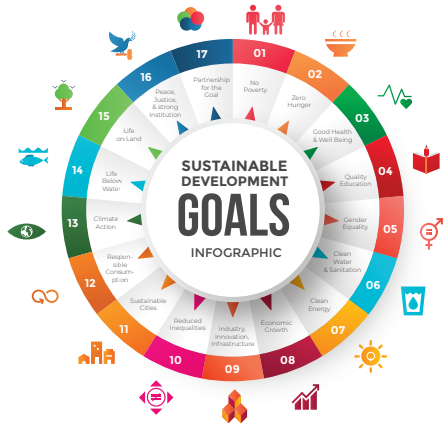 SUSTAINABLE
DEVELOPMENT
GOALS
INFOGRAPHIC
01
No
Poverty
02
Zero
Hunger
03
Good Health
& Well Being
04
Quality
Education
05
Gender
Equality
06
Clean
Water
& Sanitation
07
Clean
Energy
08
Economic
Growth
09
Industry,
Innovation,
Infrastructure
10
Reduced
Inequalities
11
Sustainable
Cities
12
Respon-
sible
Consum-
ption
13
Climate
Action
14
Life
Below
Water
15
Life
on Land
16
Peace,
Justice,
& strong
Institution
17
Partnership
for the
Goal